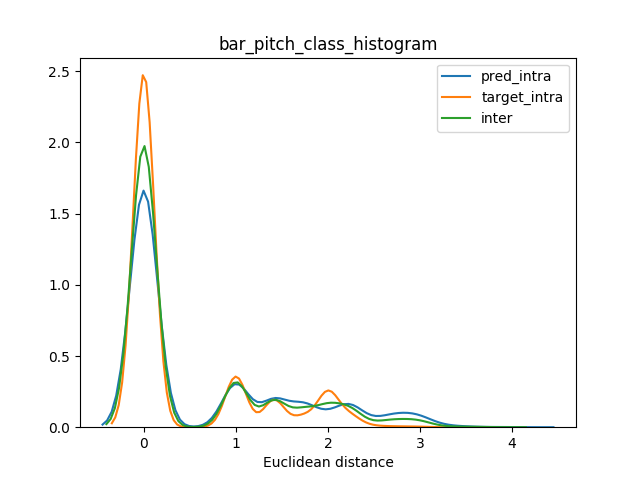 bar_pitch_class_histogram
pred_intra
target_intra
inter
2.5
2.0
1.5
1.0
0.5
0.0
0 1 2 3 4
Euclidean distance